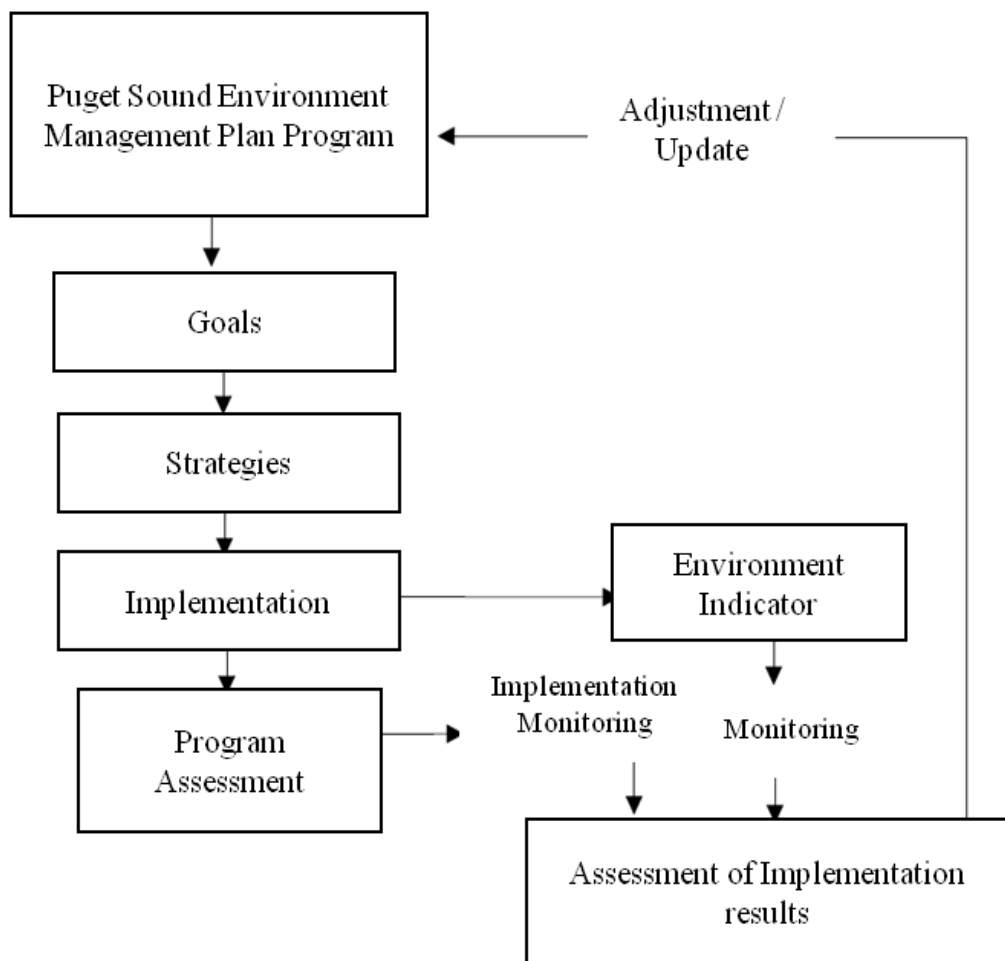 Puget Sound Environment
Management Plan Program
Adjustment /
Update
Goals
Strategies
Implementation
Environment
Indicator
Program
Assessment
Implementation
Monitoring
Monitoring
Assessment of Implementation
results